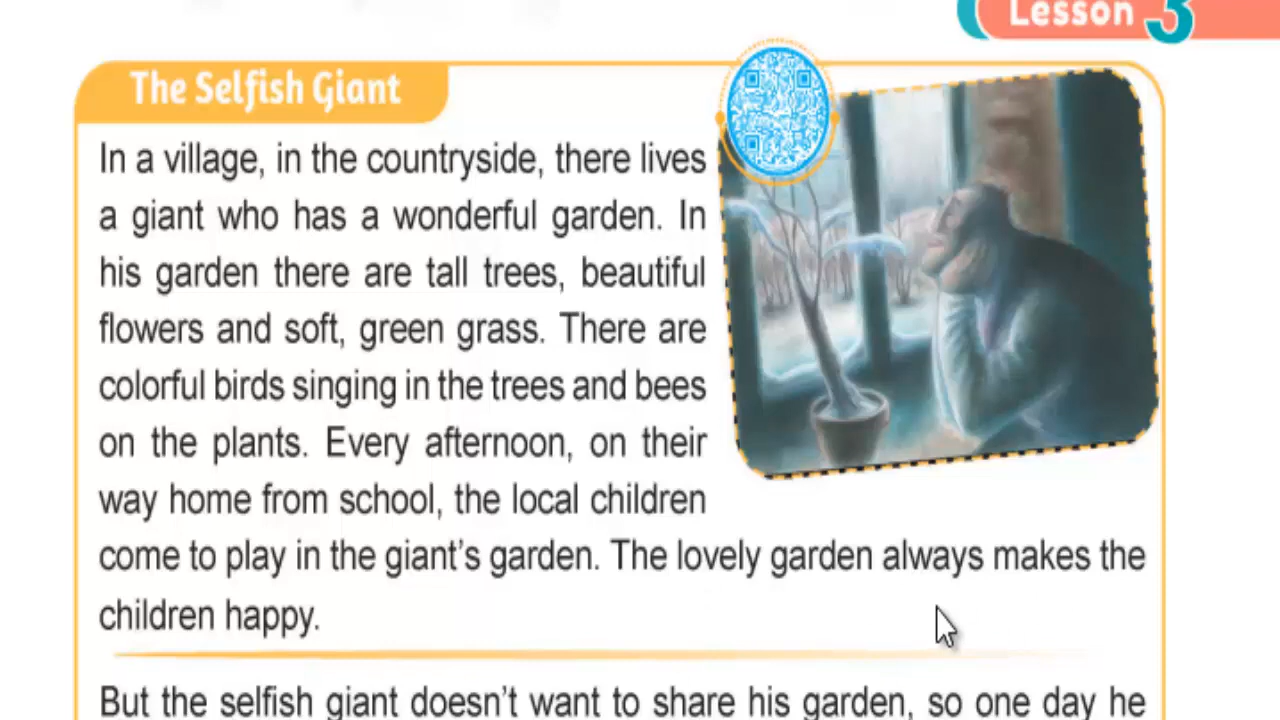 Lesson 3
The Selfish Giant
In a village, in the countryside, there lives
a giant who has a wonderful garden. In
his garden there are tall trees, beautiful
flowers and soft, green grass. There are
colorful birds singing in the trees and bees
on the plants. Every afternoon, on their
way home from school, the local children
come to play in the giant's garden. The lovely garden always makes the
children happy.
But the selfish giant doesn't want to share his garden, so one day he